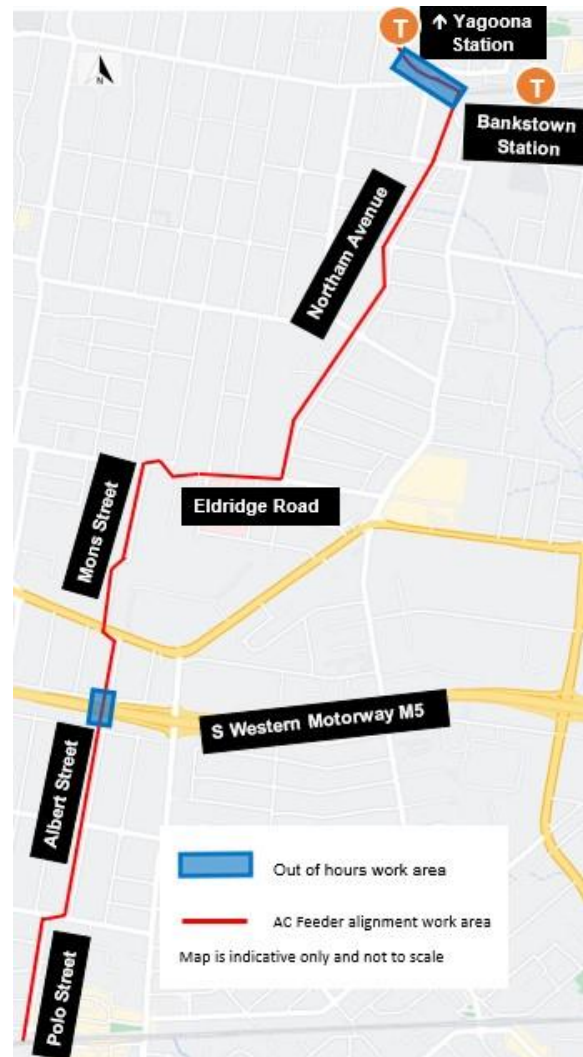 T
↑ Yagoona
Station
T
Bankstown
Station
N
Northam Avenue
Eldridge Road
Mons Street
S Western Motorway M5
Albert Street
Out of hours work area
AC Feeder alignment work area
Map is indicative only and not to scale
Polo Street